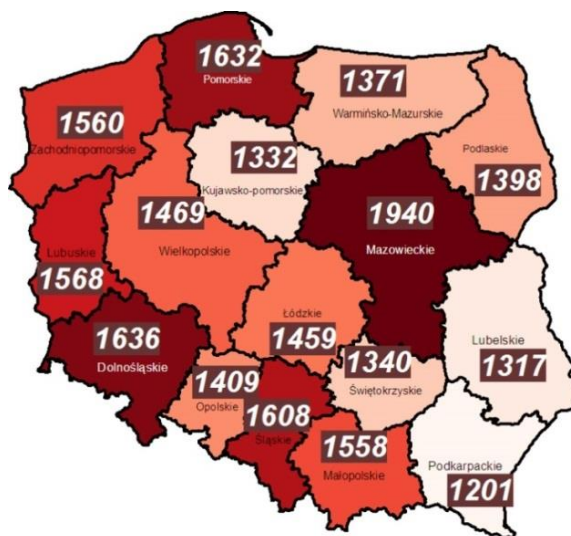 1632
Pomorskie
1371
Warmińsko-Mazurskie
1560
Zachodniopomorskie
1332
Kujawsko-pomorskie
Podlaskie
1398
1469
Wielkopolskie
1940
Mazowieckie
Lubuskie
1568
Łódzkie
1459
1636
Dolnośląskie
1340
Świętokrzyskie
Lubelskie
1317
1409
Opolskie
1608
Śląskie
1558
Małopolskie
Podkarpackie
1201